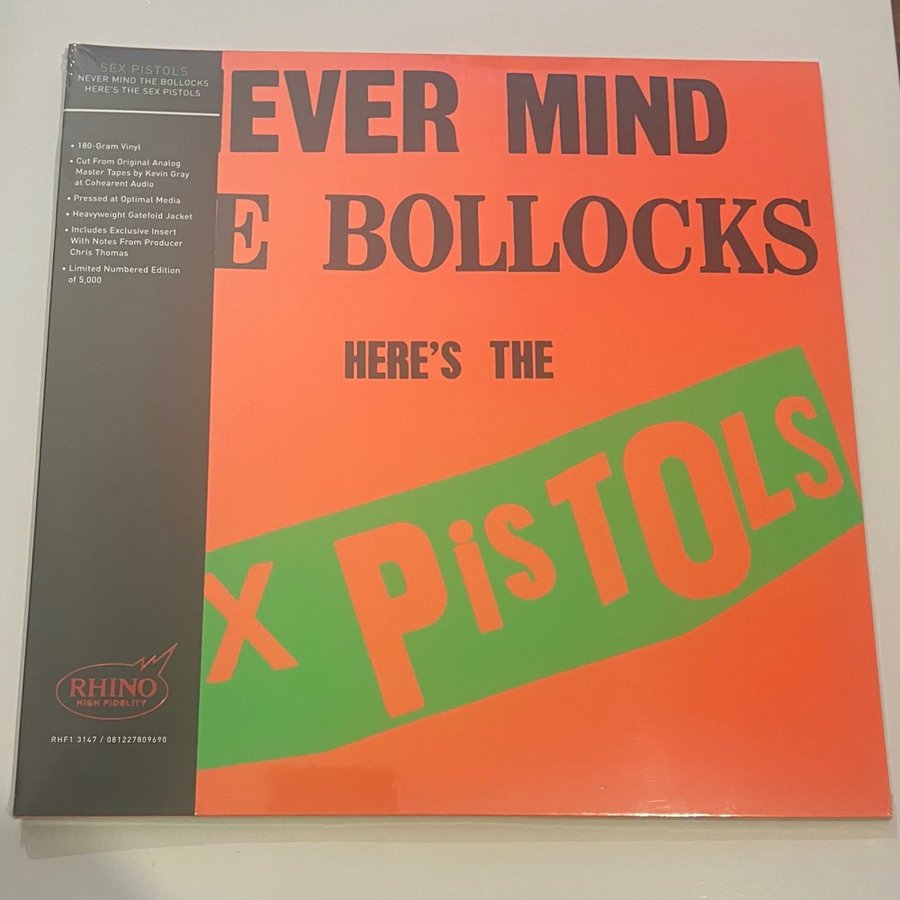 SEX PISTOLS
NEVER MIND THE BOLLOCKS
HERE'S THE SEX PISTOLS
• 180-Gram Vinyl
• Cut From Original Analog
Master Tapes by Kevin Gray
at Cohearent Audio
• Pressed at Optimal Media
• Heavyweight Gatefold Jacket
• Includes Exclusive Insert
With Notes From Producer
Chris Thomas
• Limited Numbered Edition
of 5,000
RHINO
HIGH FIDELITY
RHF1 3147 / 081227809690
EVER MIND
E BOLLOCKS
HERE'S THE
X PiSTOLS